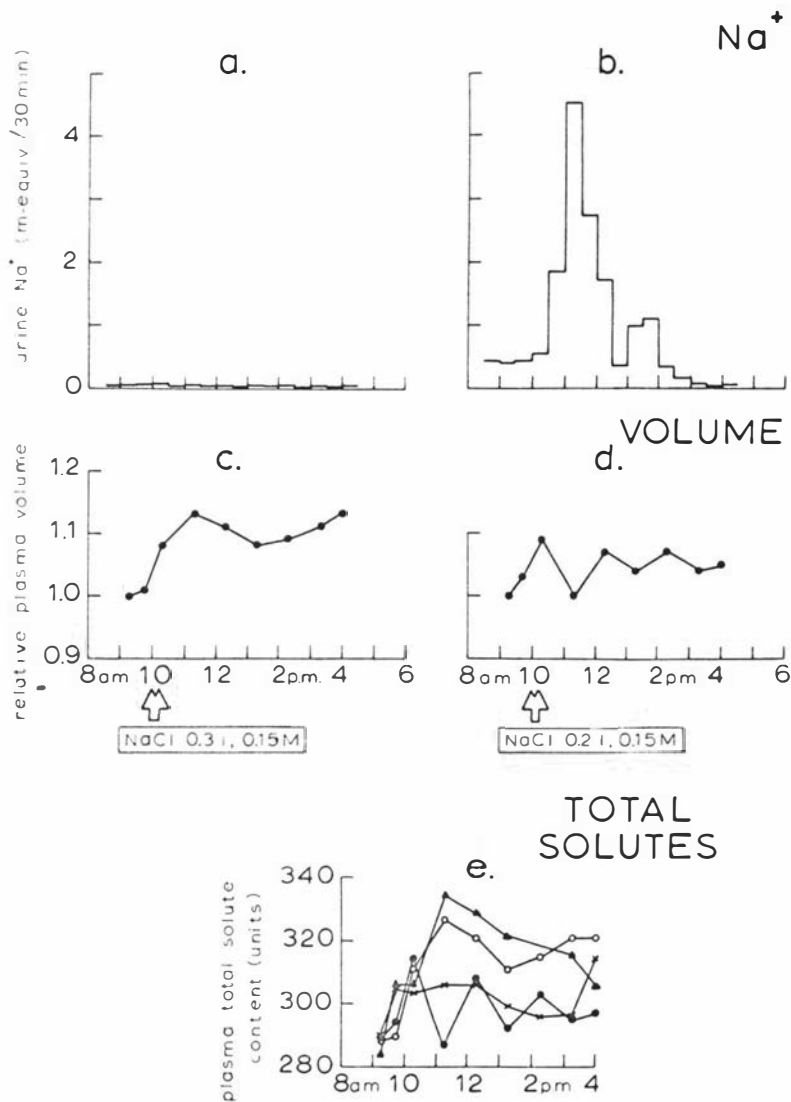 Na+
a.
b.
urine Na+ (m-equiv /30min)
4
2
0
VOLUME
c.
d.
relative plasma volume
1.2
1.1
1.0
0.9
8am 10 12 2p.m. 4 6
8am 10 12 2pm 4 6
NaCl 0.3 l, 0.15M
NaCl 0.2 l, 0.15M
TOTAL
SOLUTES
e.
plasma total solute
content (units)
340
320
300
280
8am 10 12 2pm 4